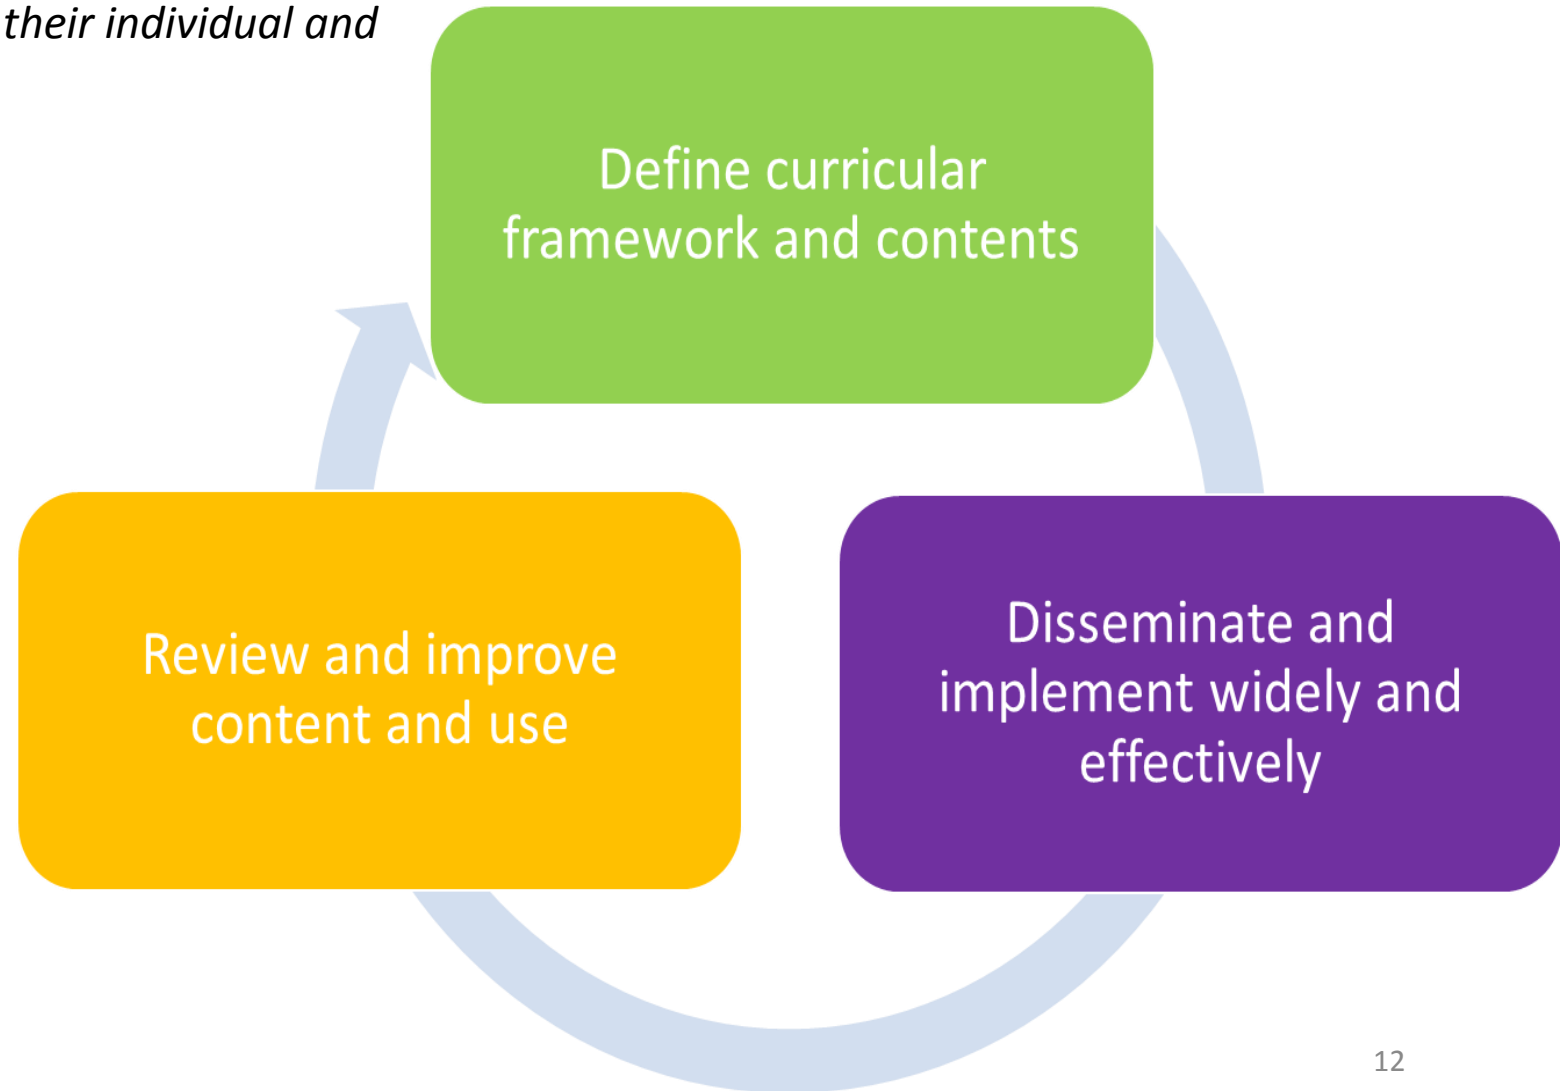 their individual and
Define curricular
framework and contents
Disseminate and
implement widely and
effectively
Review and improve
content and use
12